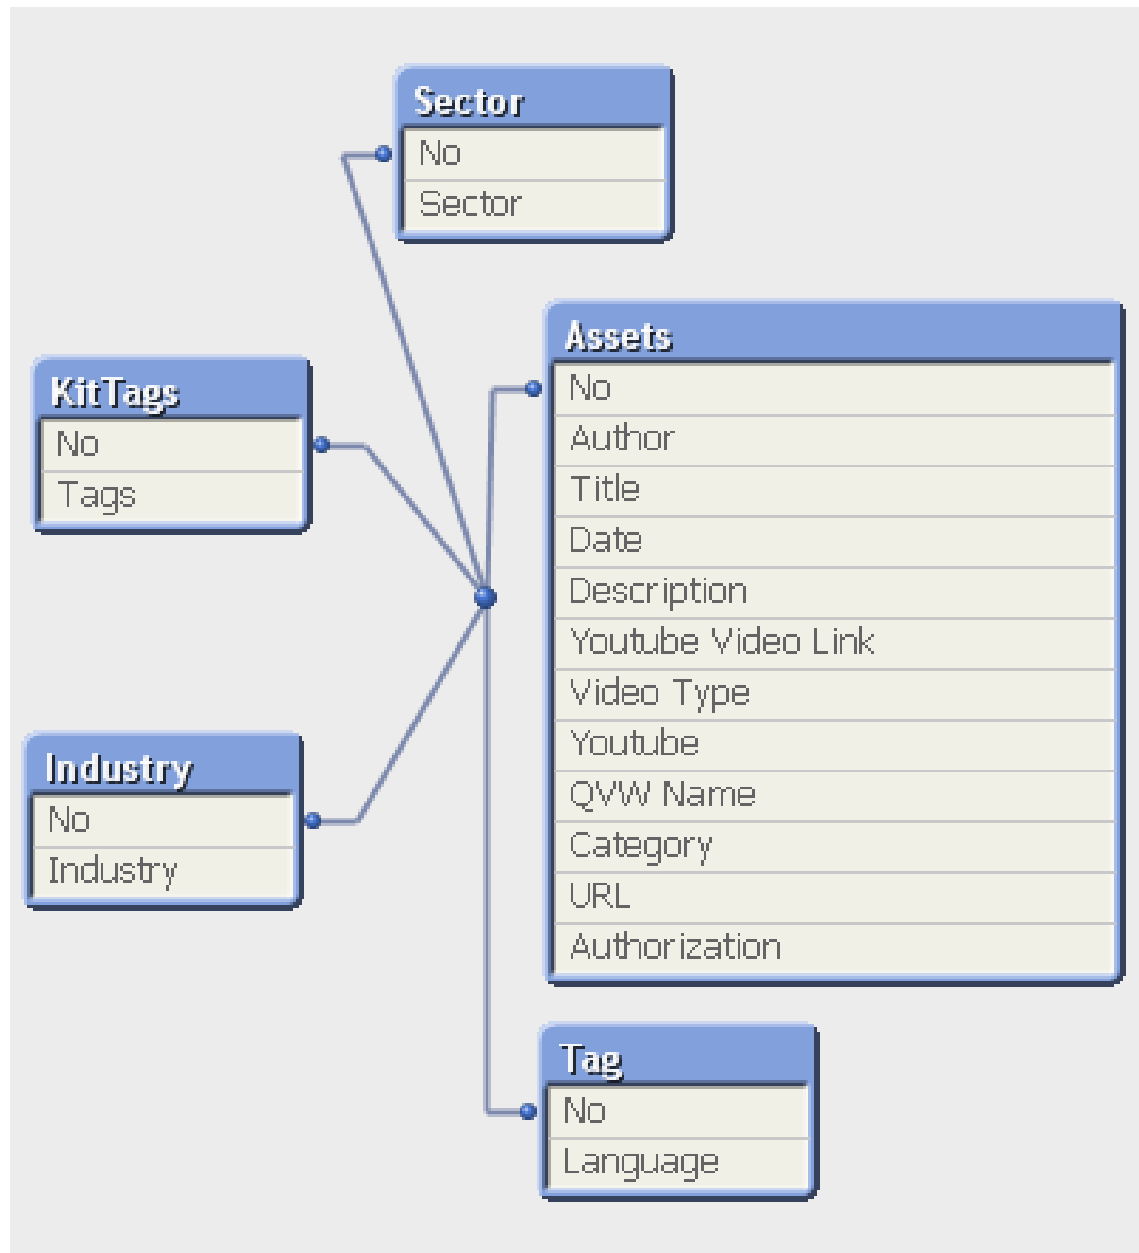 Sector
No
Sector
Assets
No
Author
Title
Date
Description
Youtube Video Link
Video Type
Youtube
QVW Name
Category
URL
Authorization
KitTags
No
Tags
Industry
No
Industry
Tag
No
Language